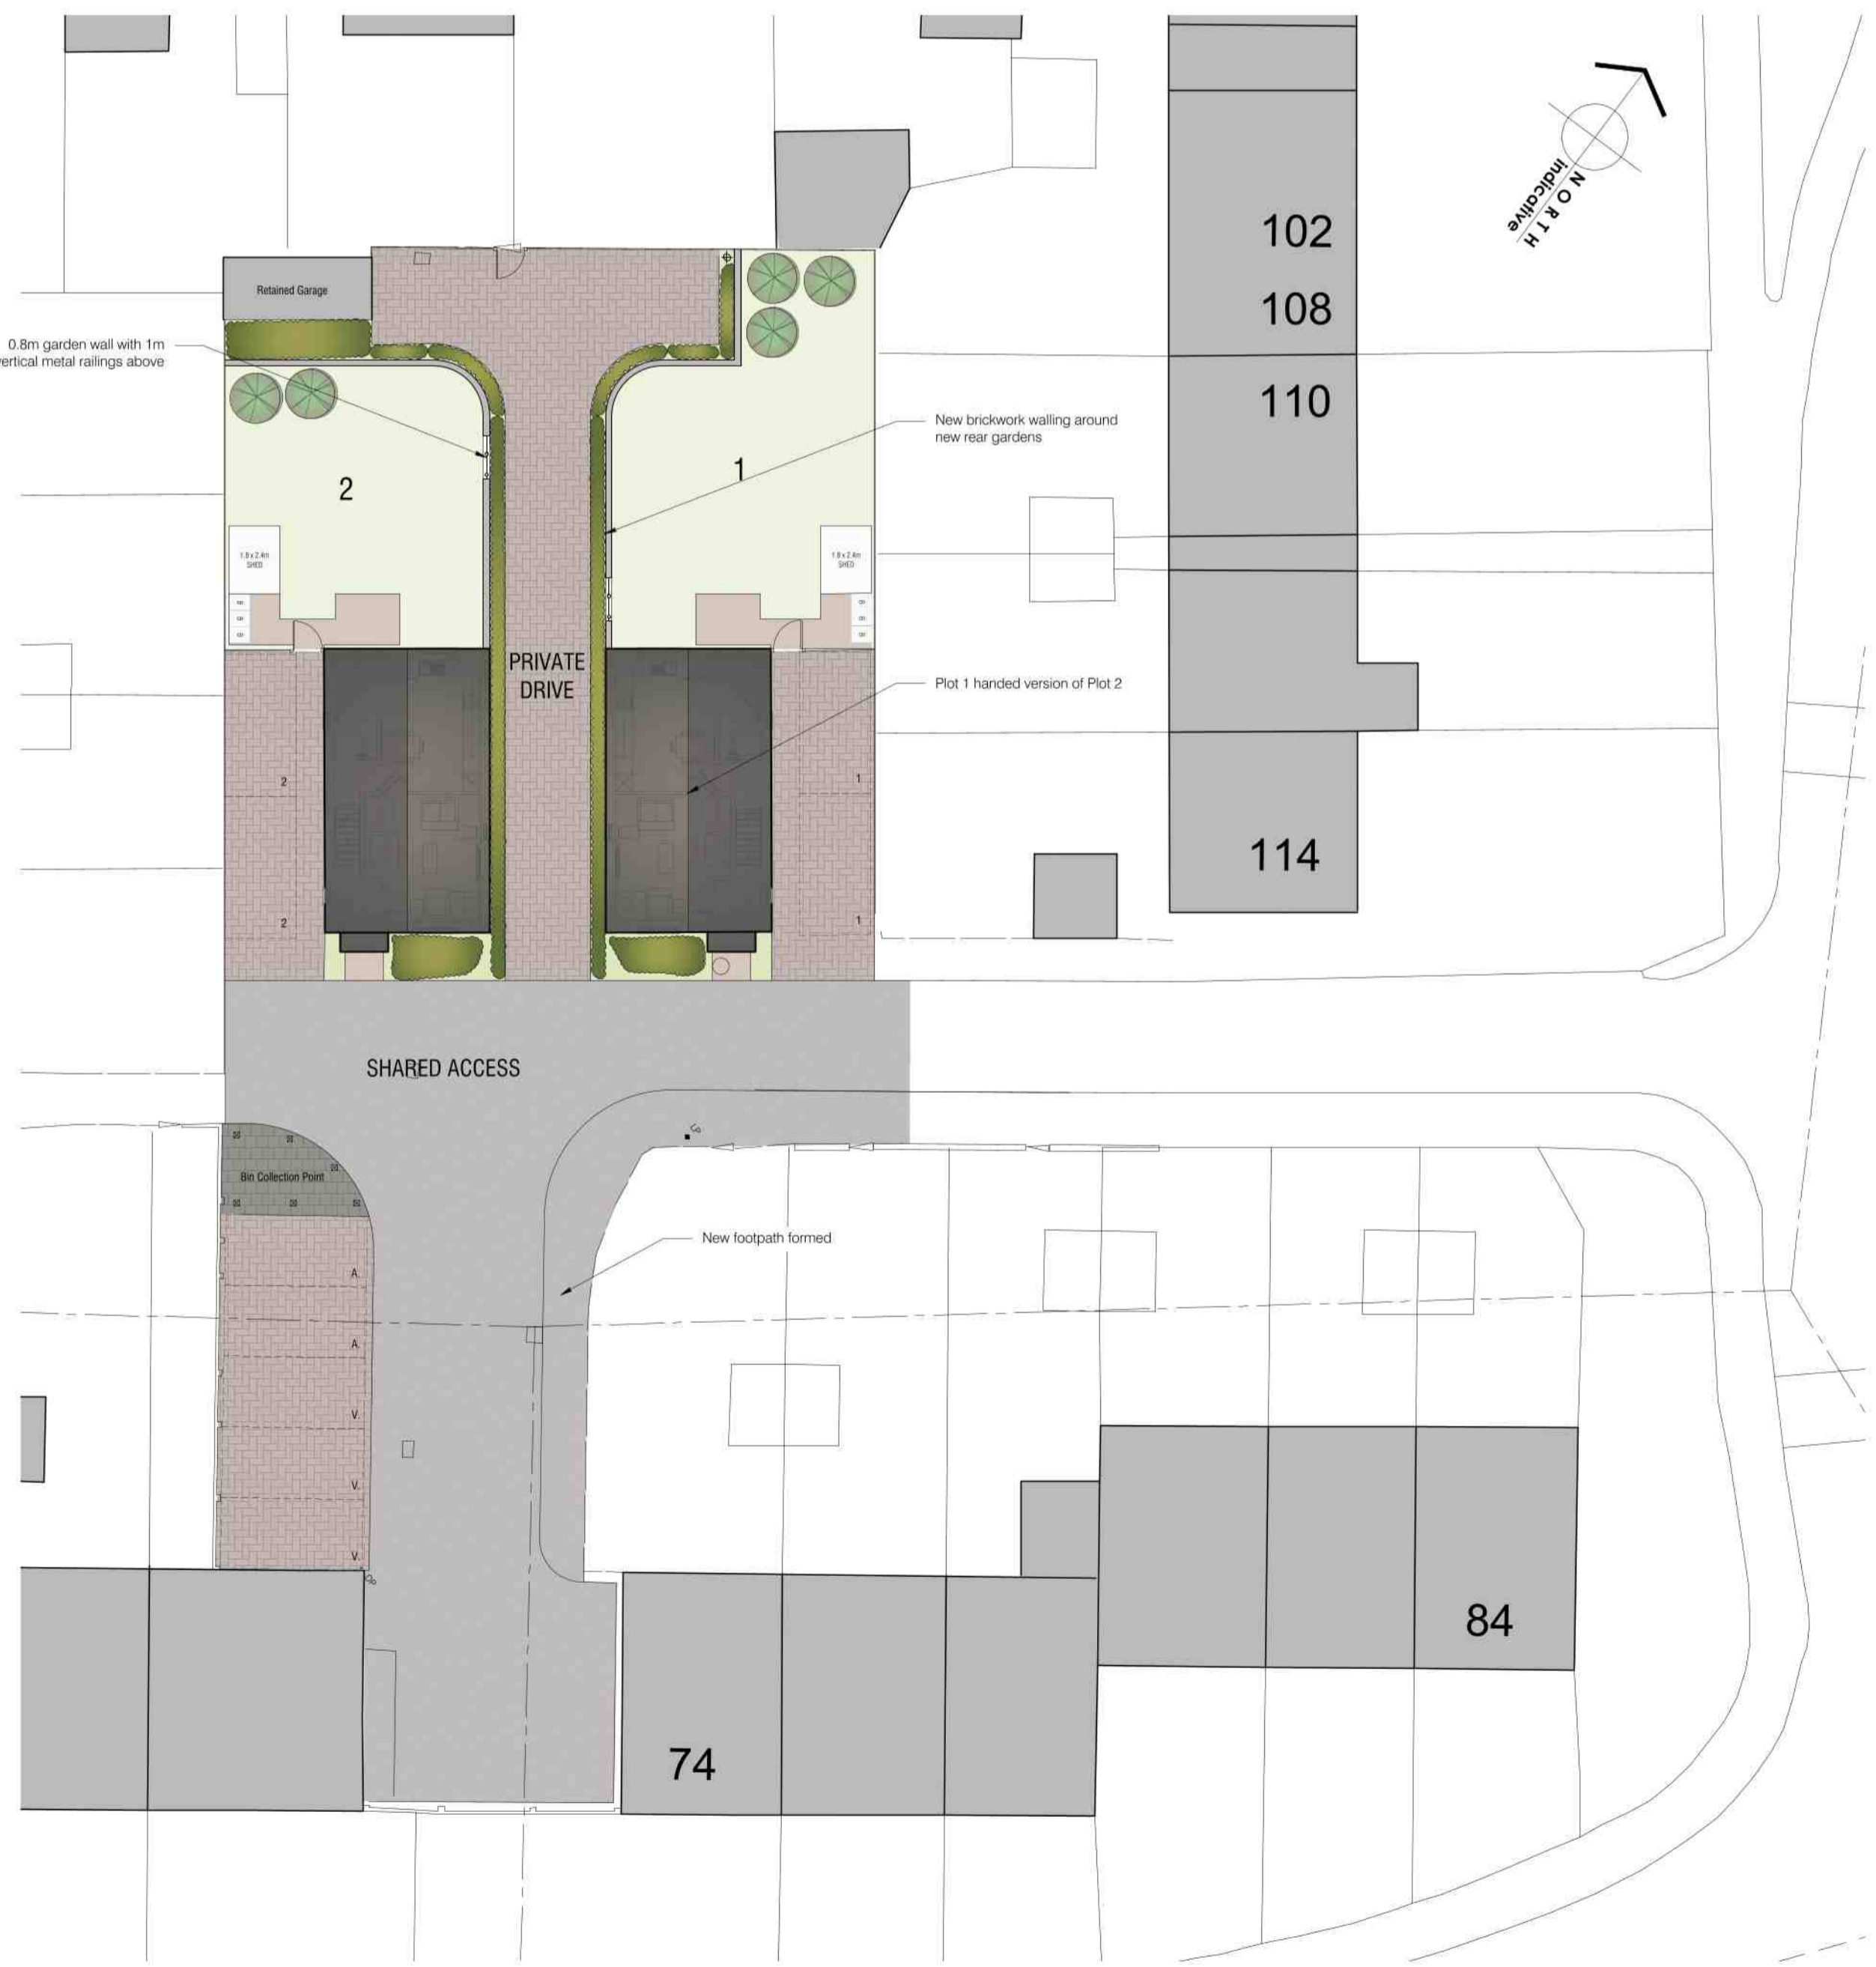 NORTH
indicative
102
108
Retained Garage
0.8m garden wall with 1m
vertical metal railings above
110
New brickwork walling around
new rear gardens
2
1
1.8 x 2.4m
SHED
1.8 x 2.4m
SHED
PRIVATE
DRIVE
Plot 1 handed version of Plot 2
2
1
114
2
1
SHARED ACCESS
Bin Collection Point
New footpath formed
A.
A.
V.
V.
V.
84
74